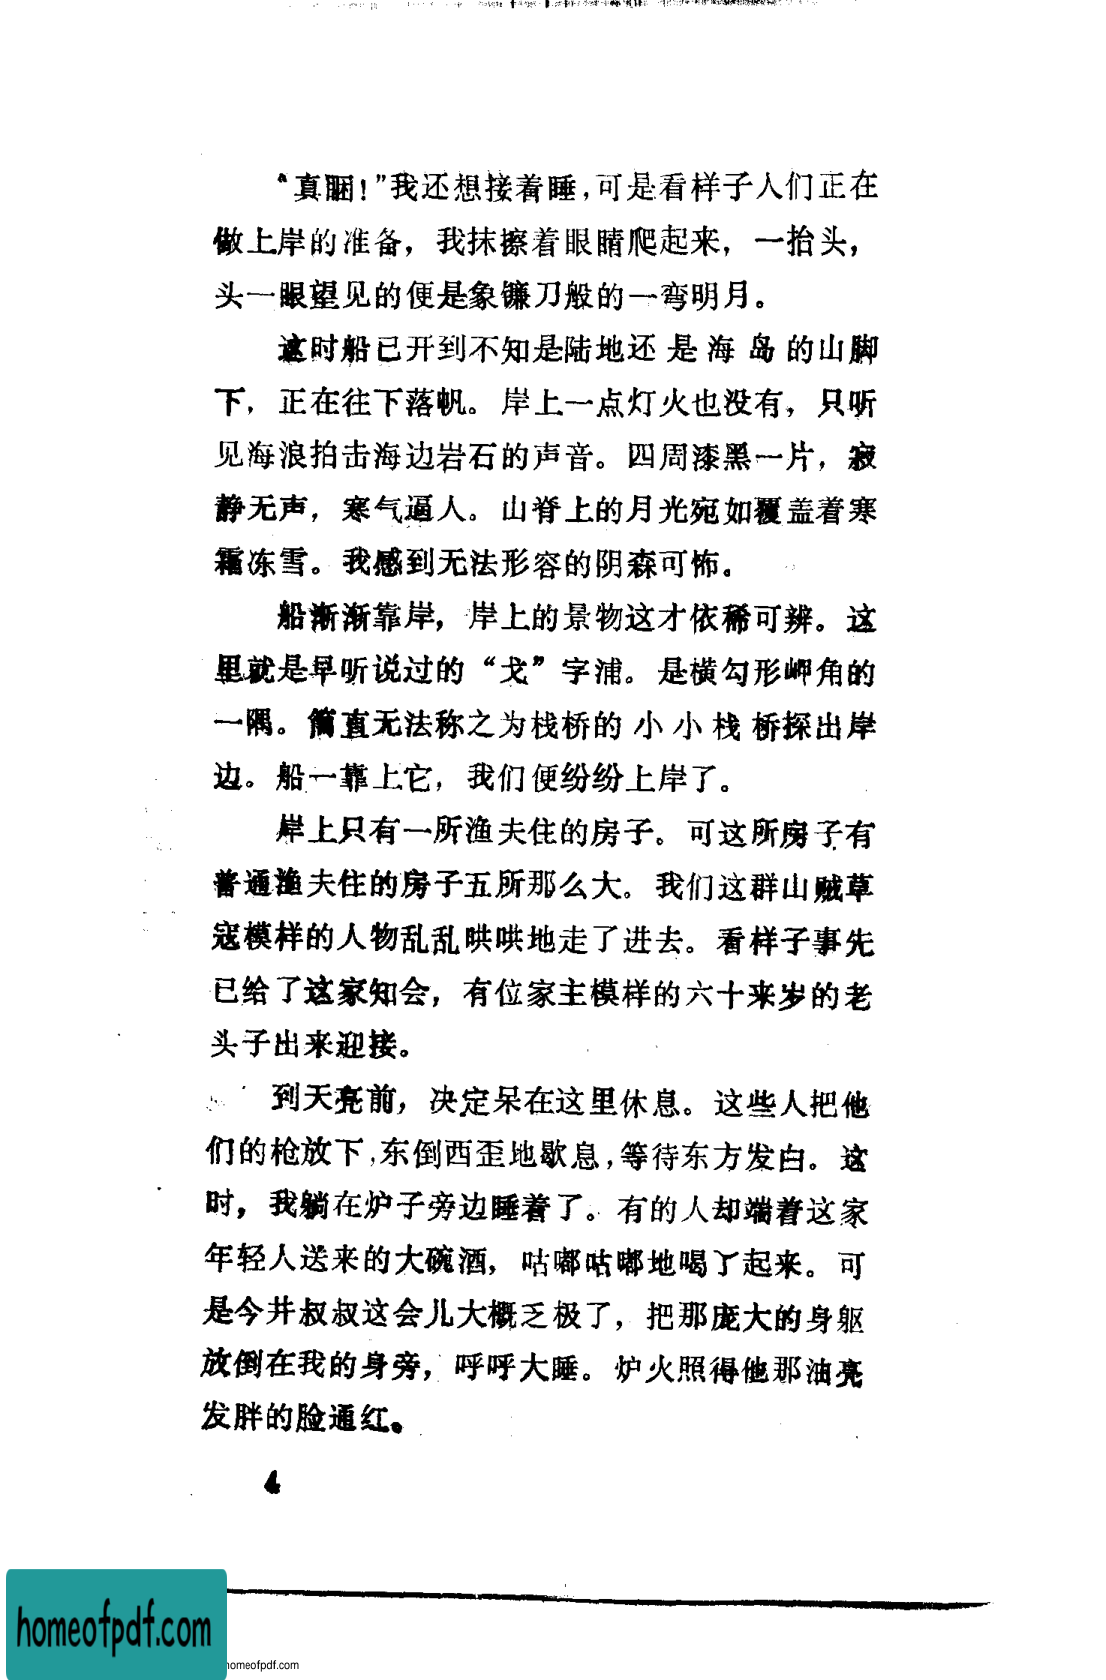 “真睏！”我还想接着睡，可是看样子人们正在
做上岸的准备，我抹擦着眼睛爬起来，一抬头，
头一眼望见的便是象镰刀般的一弯明月。
这时船已开到不知是陆地还是海岛的山脚
下，正在往下落帆。岸上一点灯火也没有，只听
见海浪拍击海边岩石的声音。四周漆黑一片，寂
静无声，寒气逼人。山脊上的月光宛如覆盖着寒
霜冻雪。我感到无法形容的阴森可怖。
船渐渐靠岸，岸上的景物这才依稀可辨。这
里就是早听说过的“戈”字浦。是横勾形岬角的
一隅。简直无法称之为栈桥的小小栈桥探出岸
边。船一靠上它，我们便纷纷上岸了。
岸上只有一所渔夫住的房子。可这所房子有
普通渔夫住的房子五所那么大。我们这群山贼草
寇模样的人物乱乱哄哄地走了进去。看样子事先
已给了这家知会，有位家主模样的六十来岁的老
头子出来迎接。
到天亮前，决定呆在这里休息。这些人把他
们的枪放下，东倒西歪地歇息，等待东方发白。这
时，我躺在炉子旁边睡着了。有的人却端着这家
年轻人送来的大碗酒，咕嘟咕嘟地喝了起来。可
是今井叔叔这会儿大概乏极了，把那庞大的身躯
放倒在我的身旁，呼呼大睡。炉火照得他那油亮
发胖的脸通红。
4
homeofpdf.com
homeofpdf.com